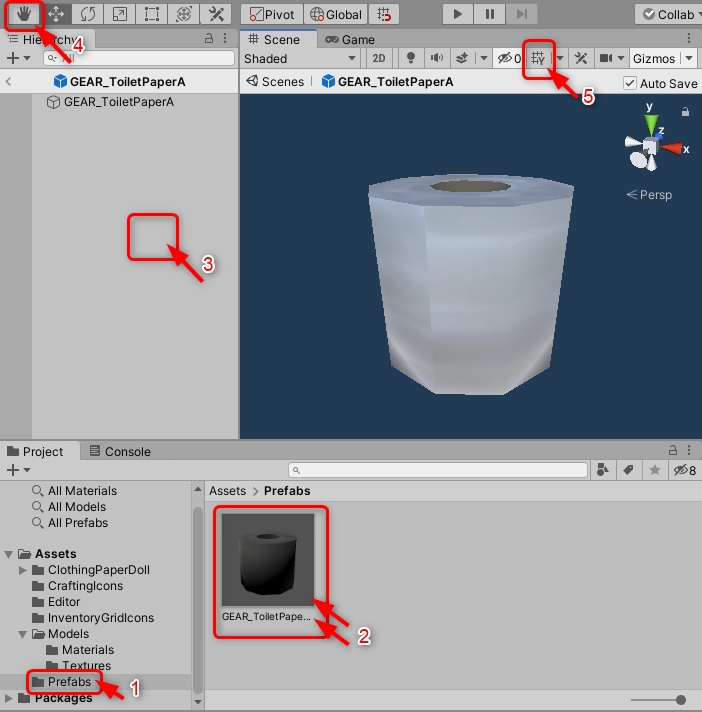 Pivot Global Collab
Hierarchy
All
4
GEAR_ToiletPaperA
GEAR_ToiletPaperA
3
Scene Game
Shaded 2D 0 Gizmos
Scenes GEAR_ToiletPaperA Auto Save
5
y
z
x
Persp
Project Console
8
All Materials
All Models
All Prefabs
Assets
ClothingPaperDoll
CraftingIcons
Editor
InventoryGridIcons
Models
Materials
Textures
Prefabs
1
Packages
Assets > Prefabs
GEAR_ToiletPape...
2